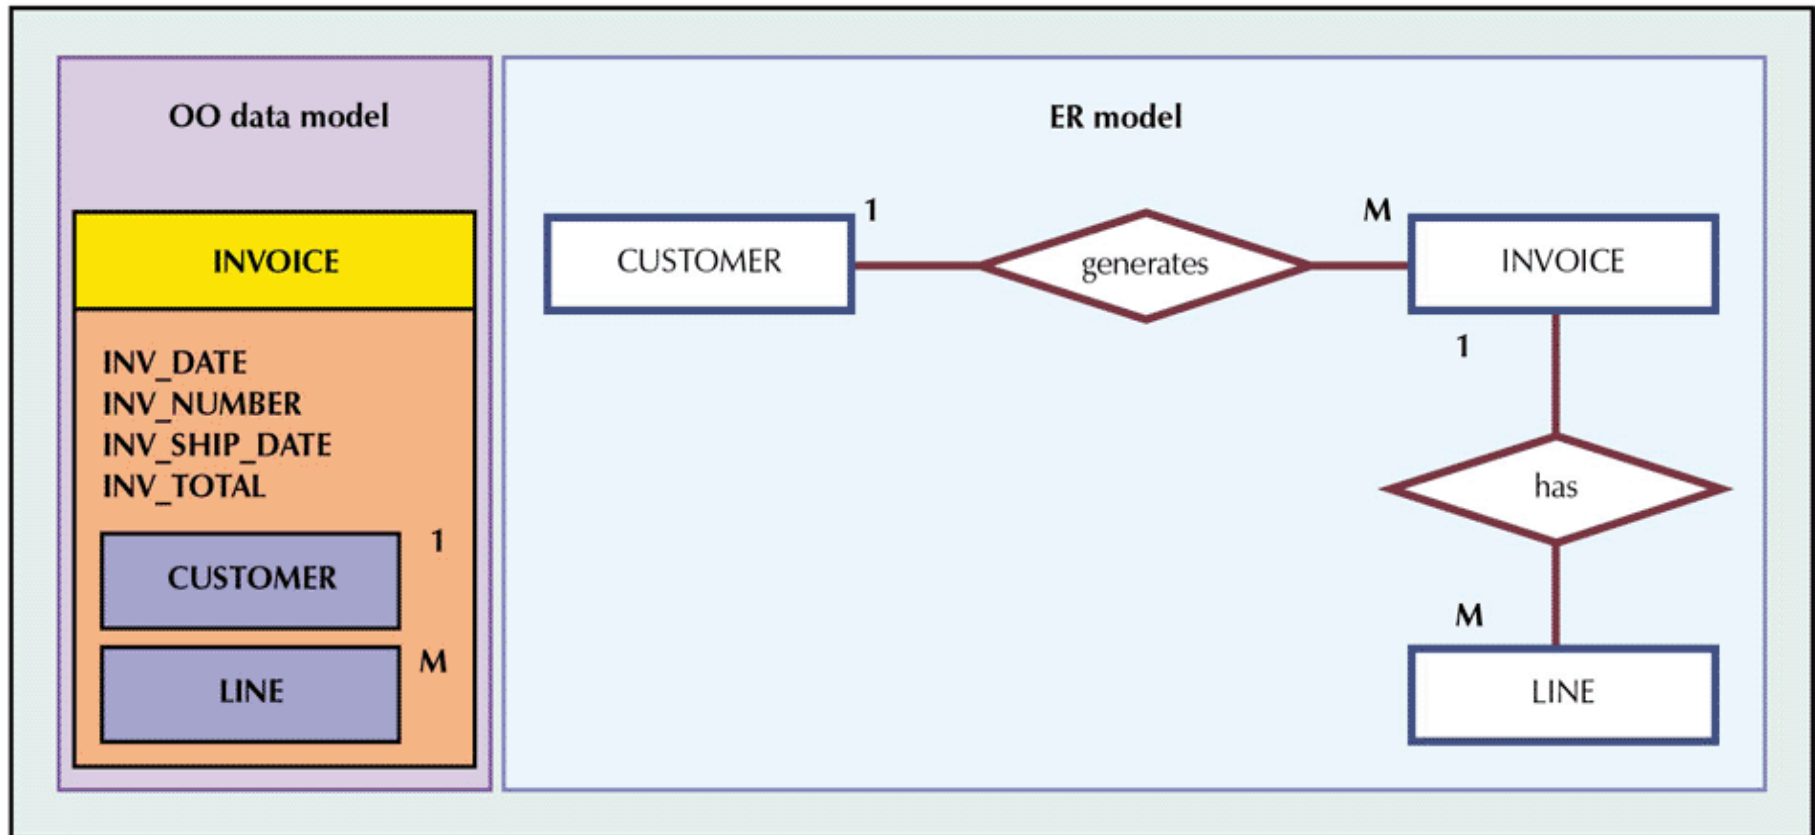 OO data model
INVOICE
INV_DATE
INV_NUMBER
INV_SHIP_DATE
INV_TOTAL
1
CUSTOMER
M
LINE
ER model
1
M
CUSTOMER
generates
INVOICE
1
has
M
LINE